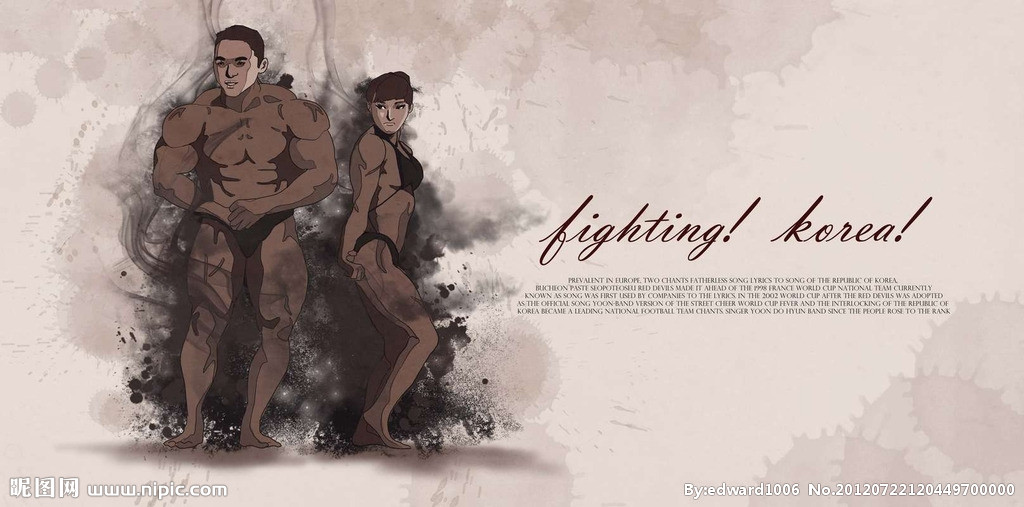 fighting! korea!
PREVALENT IN EUROPE, TWO CHANTS FATHERLESS SONG LYRICS TO SONG OF THE REPUBLIC OF KOREA,
BUCHEON PASTE SEOPOTEOSEU RED DEVILS MADE IT AHEAD OF THE 1998 FRANCE WORLD CUP NATIONAL TEAM CURRENTLY
KNOWN AS SONG WAS FIRST USED BY COMPANIES TO THE LYRICS. IN THE 2002 WORLD CUP AFTER THE RED DEVILS WAS ADOPTED
AS THE OFFICIAL SONG YOON-BAND VERSION OF THE STREET CHEER WORLD CUP FEVER AND THE INTERLOCKING OF THE REPUBLIC OF
KOREA BECAME A LEADING NATIONAL FOOTBALL TEAM CHANTS. SINGER YOON DO HYUN BAND SINCE THE PEOPLE ROSE TO THE RANK
昵图网 www.nipic.com
By:edward1006 No.20120722120449700000